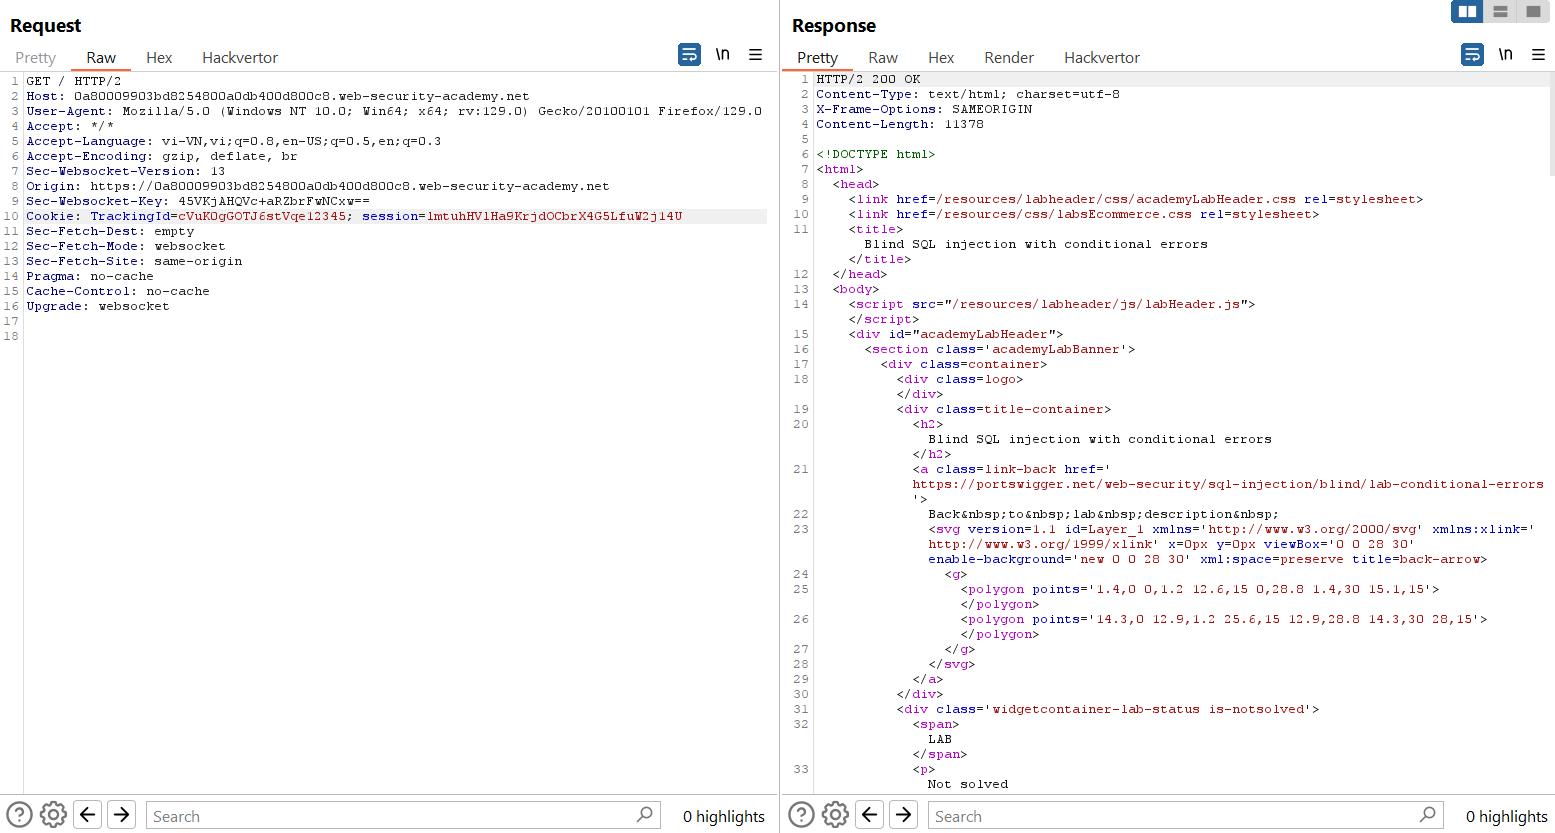 Request
Pretty Raw Hex Hackvertor \n
1 GET / HTTP/2
2 Host: 0a80009903bd8254800a0db400d800c8.web-security-academy.net
3 User-Agent: Mozilla/5.0 (Windows NT 10.0; Win64; x64; rv:129.0) Gecko/20100101 Firefox/129.0
4 Accept: */*
5 Accept-Language: vi-VN,vi;q=0.8,en-US;q=0.5,en;q=0.3
6 Accept-Encoding: gzip, deflate, br
7 Sec-Websocket-Version: 13
8 Origin: https://0a80009903bd8254800a0db400d800c8.web-security-academy.net
9 Sec-Websocket-Key: 45VKjAHQVc+aRZbrFwNCxw==
10 Cookie: TrackingId=cVuKOgGOTJ6stVqe12345; session=lmtuhHVlHa9KrjdOCbrX4G5LfuW2j14U
11 Sec-Fetch-Dest: empty
12 Sec-Fetch-Mode: websocket
13 Sec-Fetch-Site: same-origin
14 Pragma: no-cache
15 Cache-Control: no-cache
16 Upgrade: websocket
17
18
Search
0 highlights
Response
Pretty Raw Hex Render Hackvertor \n
1 HTTP/2 200 OK
2 Content-Type: text/html; charset=utf-8
3 X-Frame-Options: SAMEORIGIN
4 Content-Length: 11378
5
6 <!DOCTYPE html>
7 <html>
8 <head>
9 <link href=/resources/labheader/css/academyLabHeader.css rel=stylesheet>
10 <link href=/resources/css/labsEcommerce.css rel=stylesheet>
11 <title>
Blind SQL injection with conditional errors
</title>
12 </head>
13 <body>
14 <script src="/resources/labheader/js/labHeader.js">
</script>
15 <div id="academyLabHeader">
16 <section class='academyLabBanner'>
17 <div class=container>
18 <div class=logo>
</div>
19 <div class=title-container>
20 <h2>
Blind SQL injection with conditional errors
</h2>
21 <a class=link-back href='
https://portswigger.net/web-security/sql-injection/blind/lab-conditional-errors
'>
22 Back&nbsp;to&nbsp;lab&nbsp;description&nbsp;
23 <svg version=1.1 id=Layer_1 xmlns='http://www.w3.org/2000/svg' xmlns:xlink='
http://www.w3.org/1999/xlink' x=0px y=0px viewBox='0 0 28 30'
enable-background='new 0 0 28 30' xml:space=preserve title=back-arrow>
24 <g>
25 <polygon points='1.4,0 0,1.2 12.6,15 0,28.8 1.4,30 15.1,15'>
</polygon>
26 <polygon points='14.3,0 12.9,1.2 25.6,15 12.9,28.8 14.3,30 28,15'>
</polygon>
27 </g>
28 </svg>
29 </a>
30 </div>
31 <div class='widgetcontainer-lab-status is-notsolved'>
32 <span>
LAB
</span>
33 <p>
Not solved
Search
0 highlights